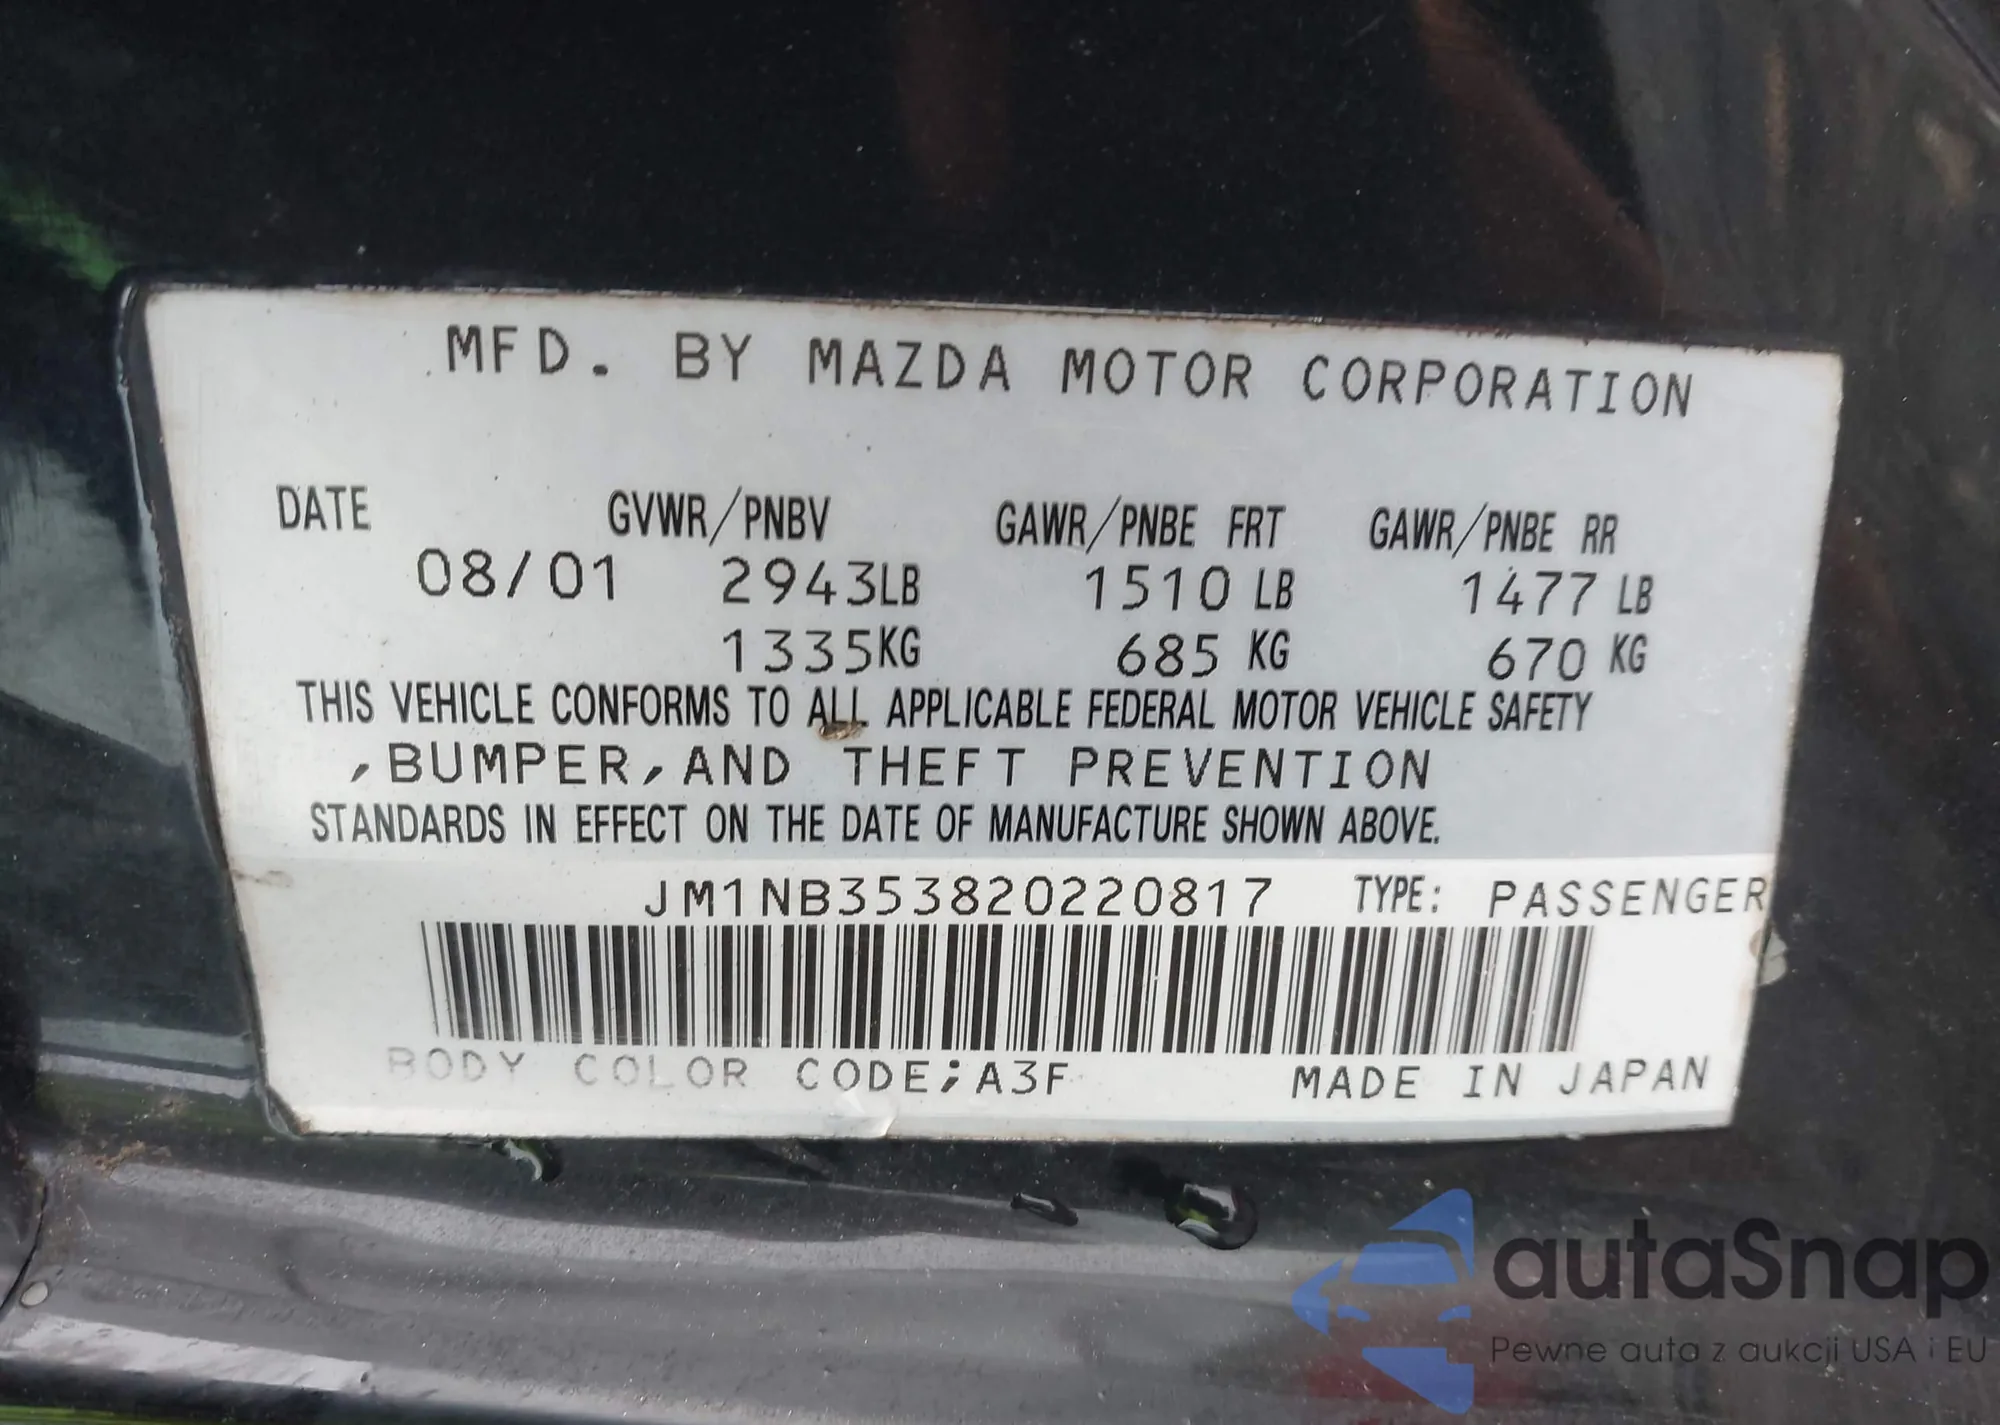 MFD. BY MAZDA MOTOR CORPORATION
DATE GVWR/PNBV GAWR/PNBE FRT GAWR/PNBE RR
08/01 2943LB 1510 LB 1477 LB
1335KG 685 KG 670 KG
THIS VEHICLE CONFORMS TO ALL APPLICABLE FEDERAL MOTOR VEHICLE SAFETY
,BUMPER,AND THEFT PREVENTION
STANDARDS IN EFFECT ON THE DATE OF MANUFACTURE SHOWN ABOVE.
JM1NB353820220817 TYPE: PASSENGER
BODY COLOR CODE;A3F MADE IN JAPAN
autaSnap
Pewne auta z aukcji USA i EU